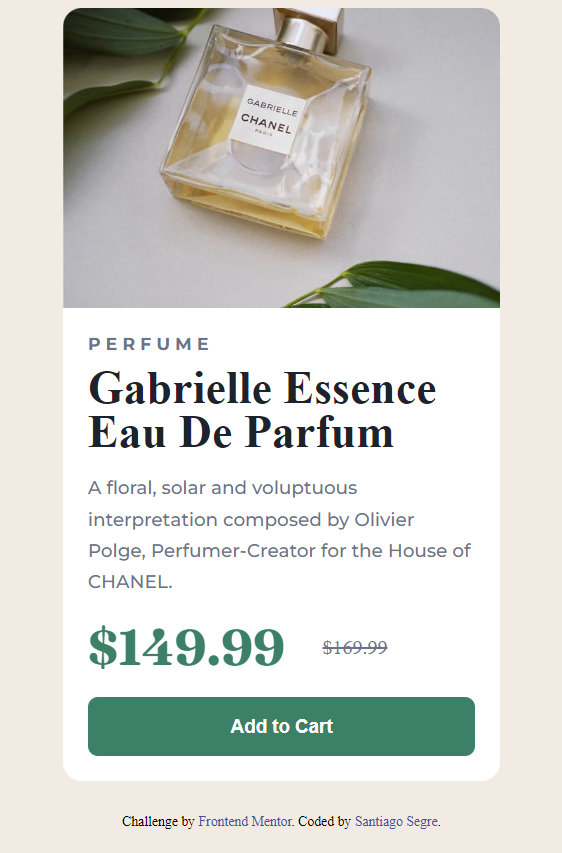 GABRIELLE
CHANEL
PARIS
PERFUME
Gabrielle Essence
Eau De Parfum
A floral, solar and voluptuous
interpretation composed by Olivier
Polge, Perfumer-Creator for the House of
CHANEL.
$149.99 $169.99
Add to Cart
Challenge by Frontend Mentor. Coded by Santiago Segre.